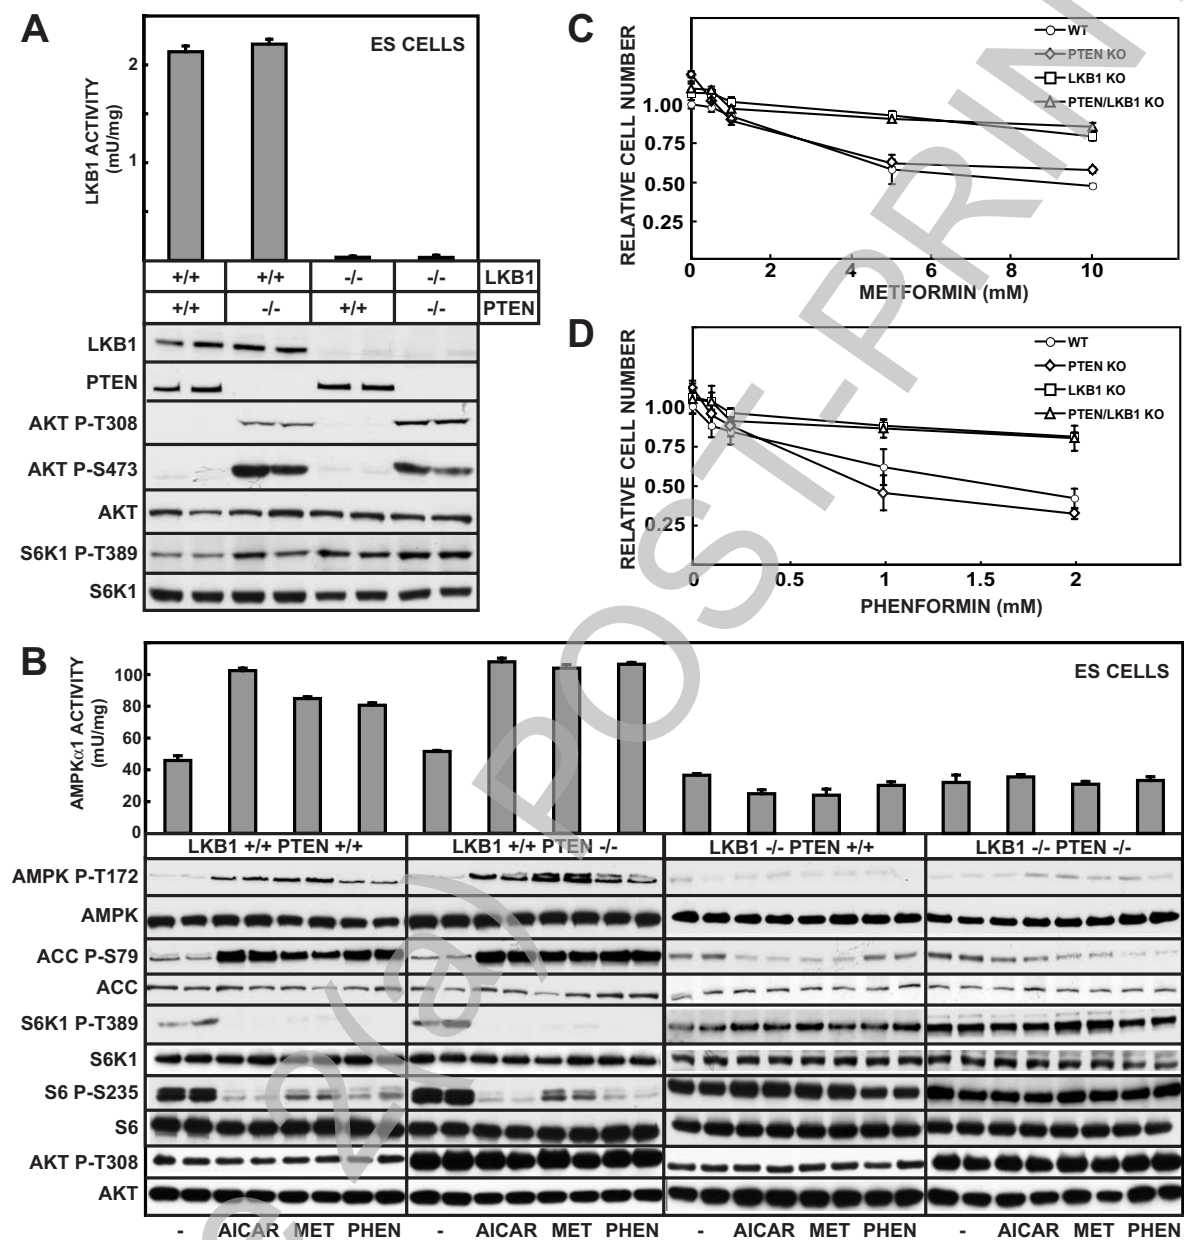 A
ES CELLS
LKB1 ACTIVITY
(mU/mg)
2
1
+/+ +/+ -/- -/- LKB1
+/+ -/- +/+ -/- PTEN
LKB1
PTEN
AKT P-T308
AKT P-S473
AKT
S6K1 P-T389
S6K1
C
RELATIVE CELL NUMBER
1.00
0.75
0.50
0.25
WT
PTEN KO
LKB1 KO
PTEN/LKB1 KO
0 2 4 6 8 10
METFORMIN (mM)
D
RELATIVE CELL NUMBER
1.00
0.75
0.50
0.25
WT
PTEN KO
LKB1 KO
PTEN/LKB1 KO
0 0.5 1 1.5 2
PHENFORMIN (mM)
B
ES CELLS
AMPKα1 ACTIVITY
(mU/mg)
100
80
60
40
20
0
LKB1 +/+ PTEN +/+ LKB1 +/+ PTEN -/- LKB1 -/- PTEN +/+ LKB1 -/- PTEN -/-
AMPK P-T172
AMPK
ACC P-S79
ACC
S6K1 P-T389
S6K1
S6 P-S235
S6
AKT P-T308
AKT
- AICAR MET PHEN - AICAR MET PHEN - AICAR MET PHEN - AICAR MET PHEN
2(a) POST-PRIN